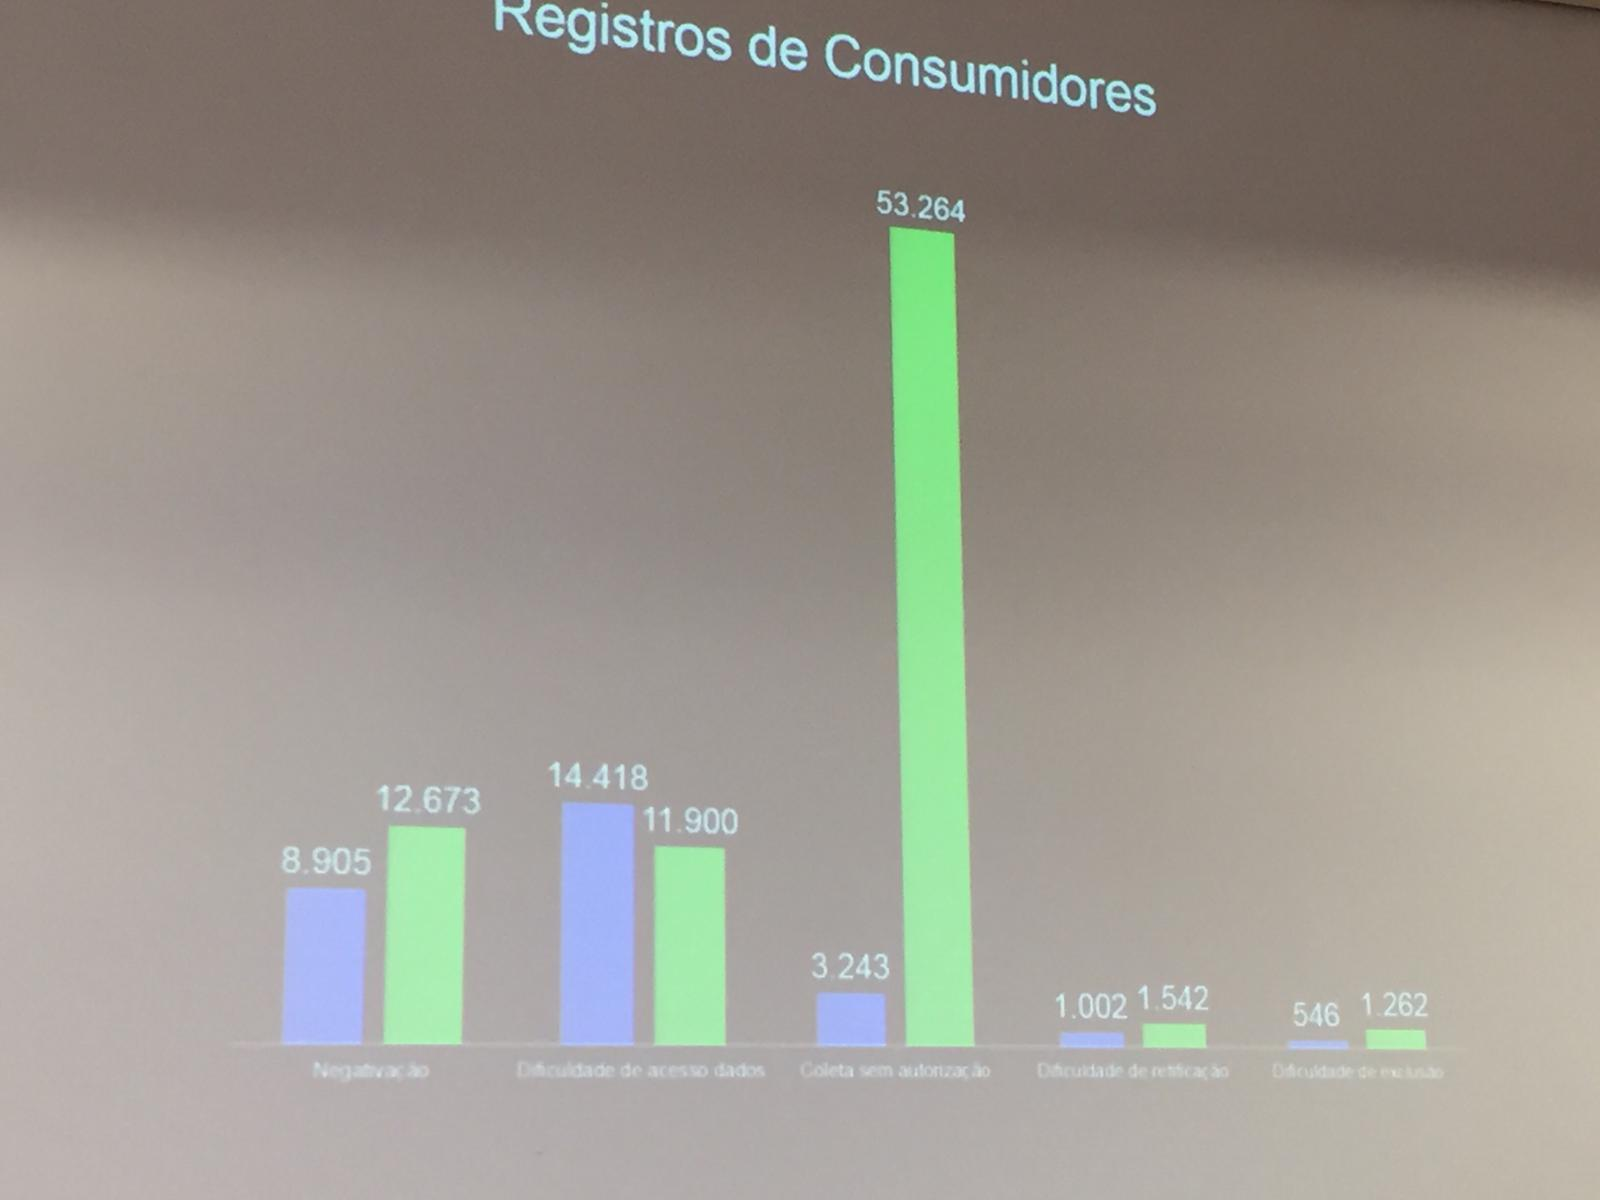 Registros de Consumidores
53.264
14.418
12.673
11.900
8.905
3.243
1.002
1.542
546
1.262
Negativação
Dificuldade de acesso dados
Coleta sem autorização
Dificuldade de retificação
Dificuldade de exclusão